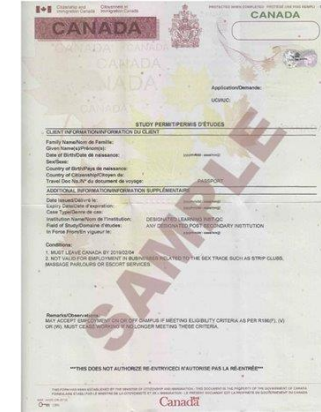 Citizenship and Citoyenneté et
Immigration Canada Immigration Canada
CANADA
CANADA
Application/Demande:
UCI/IUC:
STUDY PERMIT/PERMIS D'ÉTUDES
CLIENT INFORMATION/INFORMATION DU CLIENT
Family Name/Nom de Famille:
Given Name(s)/Prénom(s):
Date of Birth/Date de naissance:
Sex/Sexe:
Country of Birth/Pays de naissance:
Country of Citizenship/Citoyen de:
Travel Doc No./N° du document de voyage: PASSPORT
ADDITIONAL INFORMATION/INFORMATION SUPPLÉMENTAIRE
Date Issued/Délivré le:
Expiry Date/Date d'expiration:
Case Type/Genre de cas:
Institution Name/Nom de l'institution: DESIGNATED LEARNING INST/QC
Field of Study/Domaine d'études: ANY DESIGNATED POST SECONDARY INSTITUTION
In Force From/En vigueur le:
Conditions:
1. MUST LEAVE CANADA BY 2019/02/04
2. NOT VALID FOR EMPLOYMENT IN BUSINESSES RELATED TO THE SEX TRADE SUCH AS STRIP CLUBS,
MASSAGE PARLOURS OR ESCORT SERVICES.
SAMPLE
Remarks/Observations:
MAY ACCEPT EMPLOYMENT ON OR OFF CAMPUS IF MEETING ELIGIBILITY CRITERIA AS PER R186(F), (V)
OR (W). MUST CEASE WORKING IF NO LONGER MEETING THESE CRITERIA.
***THIS DOES NOT AUTHORIZE RE-ENTRY/CECI N'AUTORISE PAS LA RÉ-ENTRÉE***
Canada